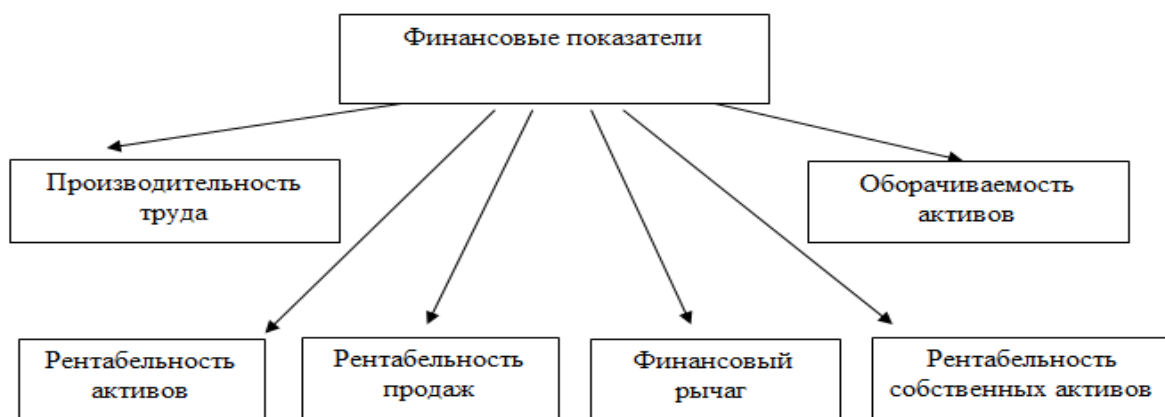 Финансовые показатели
Производительность
труда
Оборачиваемость
активов
Рентабельность
активов
Рентабельность
продаж
Финансовый
рычаг
Рентабельность
собственных активов